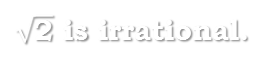 √2 is irrational.